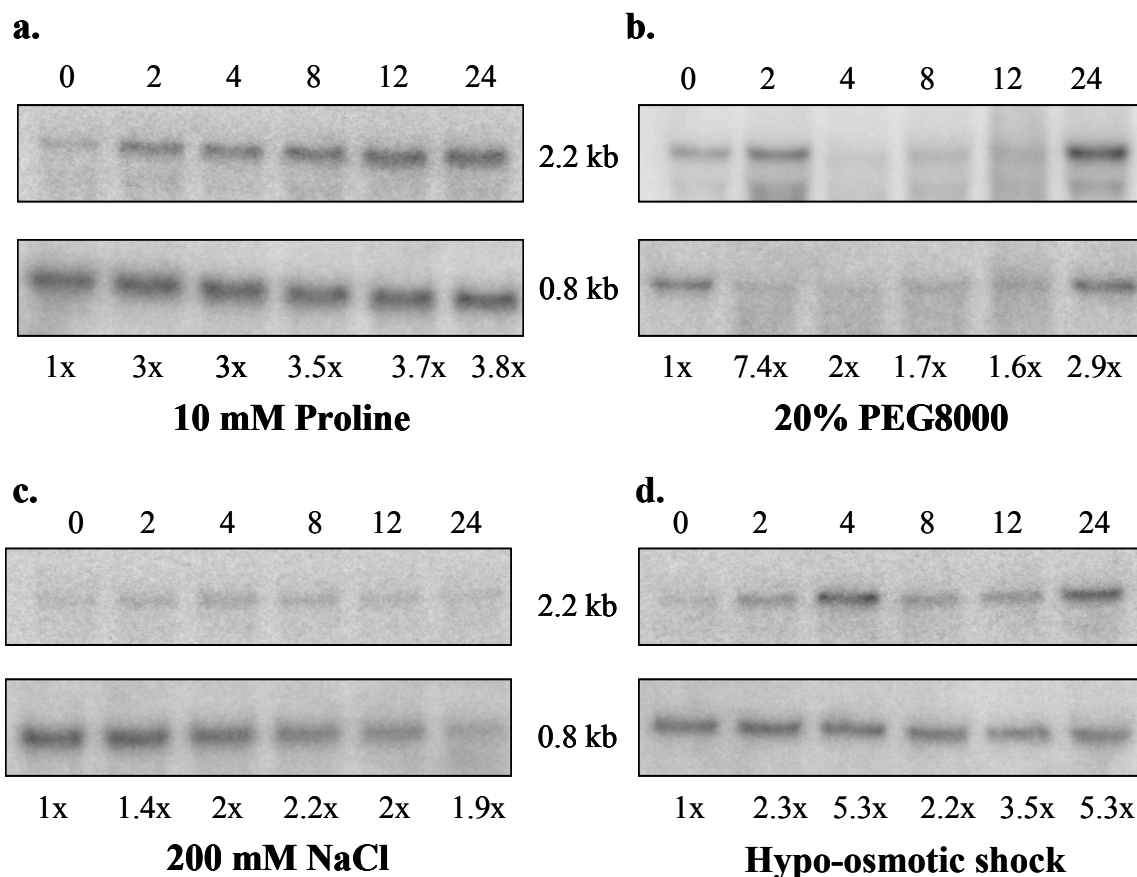 a.
0 2 4 8 12 24
2.2 kb
0.8 kb
1x 3x 3x 3.5x 3.7x 3.8x
10 mM Proline
b.
0 2 4 8 12 24
1x 7.4x 2x 1.7x 1.6x 2.9x
20% PEG8000
c.
0 2 4 8 12 24
2.2 kb
0.8 kb
1x 1.4x 2x 2.2x 2x 1.9x
200 mM NaCl
d.
0 2 4 8 12 24
1x 2.3x 5.3x 2.2x 3.5x 5.3x
Hypo-osmotic shock